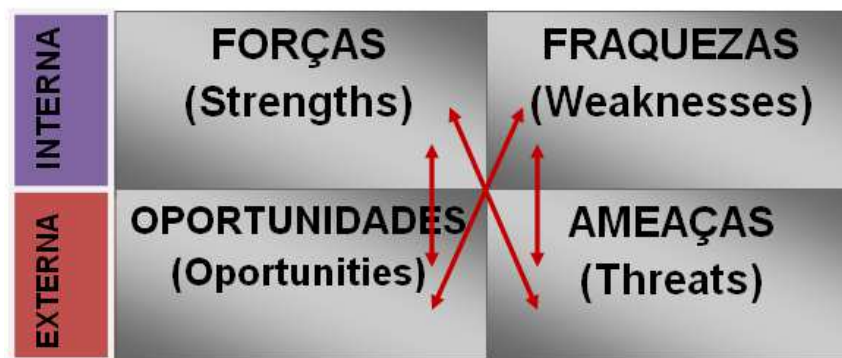 INTERNA
FORÇAS
(Strengths)
FRAQUEZAS
(Weaknesses)
EXTERNA
OPORTUNIDADES
(Oportunities)
AMEAÇAS
(Threats)